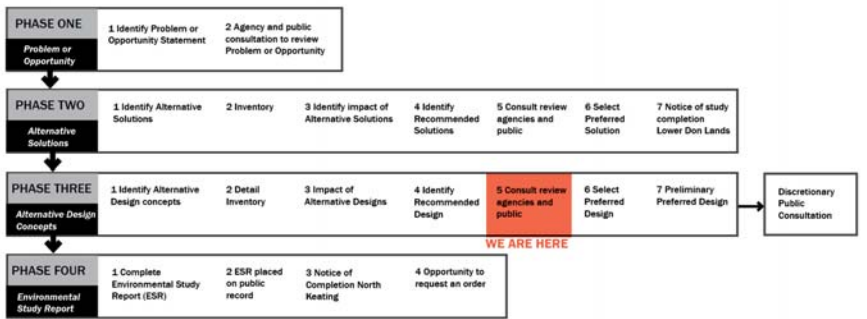 PHASE ONE
Problem or
Opportunity
1 Identify Problem or
Opportunity Statement
2 Agency and public
consultation to review
Problem or Opportunity
PHASE TWO
Alternative
Solutions
1 Identify Alternative
Solutions
2 Inventory
3 Identify impact of
Alternative Solutions
4 Identify
Recommended
Solutions
5 Consult review
agencies and
public
6 Select
Preferred
Solution
7 Notice of study
completion
Lower Don Lands
PHASE THREE
Alternative Design
Concepts
1 Identify Alternative
Design concepts
2 Detail
Inventory
3 Impact of
Alternative Designs
4 Identify
Recommended
Design
5 Consult review
agencies and
public
6 Select
Preferred
Design
7 Preliminary
Preferred Design
Discretionary
Public
Consultation
WE ARE HERE
PHASE FOUR
Environmental
Study Report
1 Complete
Environmental Study
Report (ESR)
2 ESR placed
on public
record
3 Notice of
Completion North
Keating
4 Opportunity to
request an order